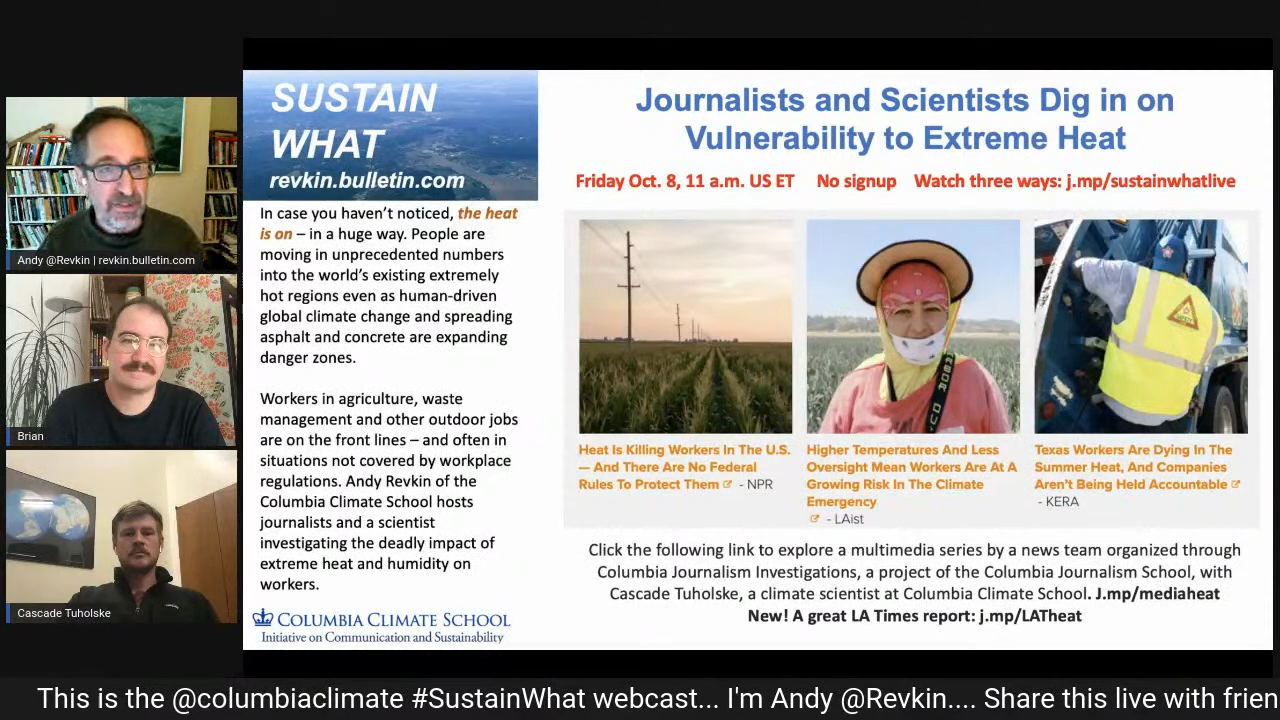 Andy @Revkin | revkin.bulletin.com
Brian
Cascade Tuholske
SUSTAIN
WHAT
revkin.bulletin.com
In case you haven’t noticed, the heat
is on – in a huge way. People are
moving in unprecedented numbers
into the world’s existing extremely
hot regions even as human-driven
global climate change and spreading
asphalt and concrete are expanding
danger zones.
Workers in agriculture, waste
management and other outdoor jobs
are on the front lines – and often in
situations not covered by workplace
regulations. Andy Revkin of the
Columbia Climate School hosts
journalists and a scientist
investigating the deadly impact of
extreme heat and humidity on
workers.
COLUMBIA CLIMATE SCHOOL
Initiative on Communication and Sustainability
Journalists and Scientists Dig in on
Vulnerability to Extreme Heat
Friday Oct. 8, 11 a.m. US ET No signup Watch three ways: j.mp/sustainwhatlive
Heat Is Killing Workers In The U.S.
— And There Are No Federal
Rules To Protect Them - NPR
Higher Temperatures And Less
Oversight Mean Workers Are At A
Growing Risk In The Climate
Emergency
- LAist
Texas Workers Are Dying In The
Summer Heat, And Companies
Aren’t Being Held Accountable
- KERA
Click the following link to explore a multimedia series by a news team organized through
Columbia Journalism Investigations, a project of the Columbia Journalism School, with
Cascade Tuholske, a climate scientist at Columbia Climate School. J.mp/mediaheat
New! A great LA Times report: j.mp/LATheat
This is the @columbiaclimate #SustainWhat webcast... I'm Andy @Revkin.... Share this live with frien